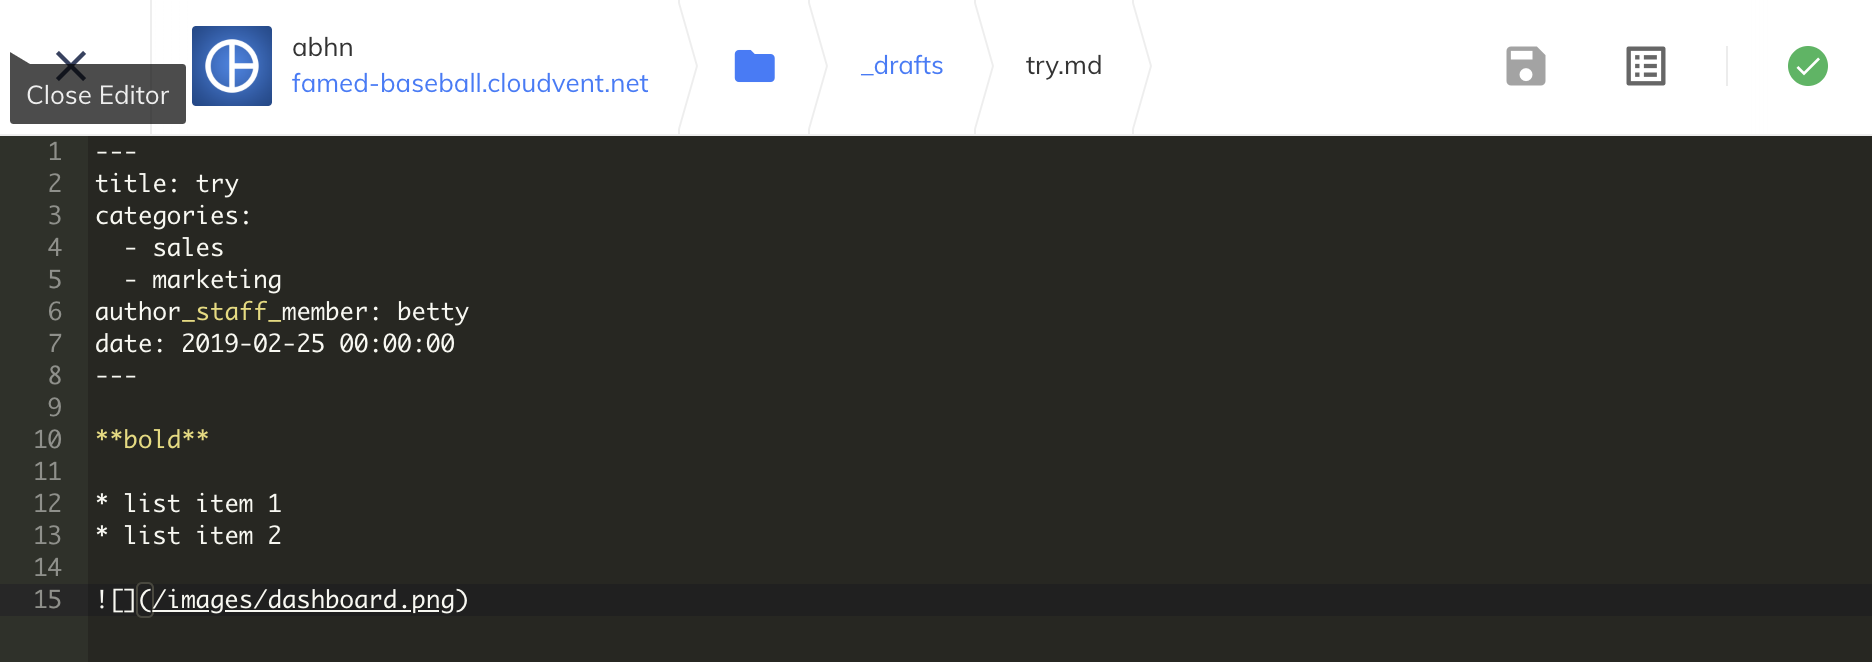 Close Editor
abhn
famed-baseball.cloudvent.net
_drafts
try.md
1 ---
2 title: try
3 categories:
4   - sales
5   - marketing
6 author_staff_member: betty
7 date: 2019-02-25 00:00:00
8 ---
9
10 **bold**
11
12 * list item 1
13 * list item 2
14
15 ![](/images/dashboard.png)